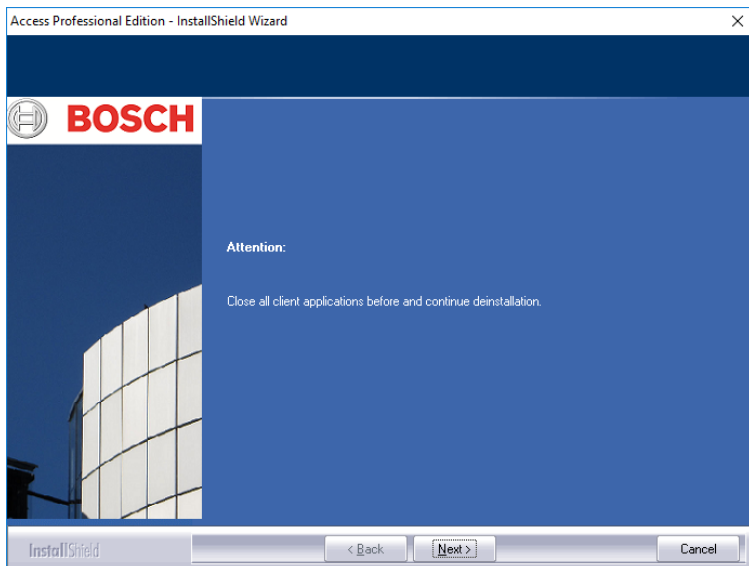 Access Professional Edition - InstallShield Wizard
BOSCH
Attention:
Close all client applications before and continue deinstallation.
InstallShield
< Back
Next >
Cancel